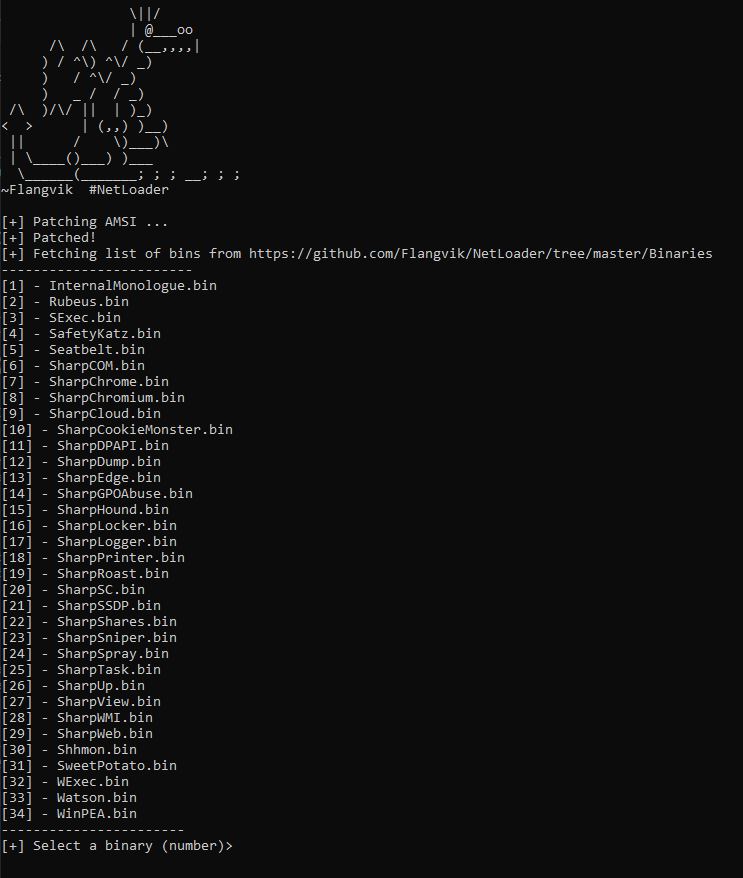 \||/
                | @___oo
      /\  /\   / (__,,,,|
     ) / ^\) ^\/ _)
     )   / ^\/ _)
     )   _ /  / _)
 /\  )/\/ ||  | )_)
<  >      | (,,) )__)
 ||      /    \)___)\
 | \____()___) )___
  \______(_______; ; ; __; ; ;
~Flangvik  #NetLoader
[+] Patching AMSI ...
[+] Patched!
[+] Fetching list of bins from https://github.com/Flangvik/NetLoader/tree/master/Binaries
------------------------
[1] - InternalMonologue.bin
[2] - Rubeus.bin
[3] - SExec.bin
[4] - SafetyKatz.bin
[5] - Seatbelt.bin
[6] - SharpCOM.bin
[7] - SharpChrome.bin
[8] - SharpChromium.bin
[9] - SharpCloud.bin
[10] - SharpCookieMonster.bin
[11] - SharpDPAPI.bin
[12] - SharpDump.bin
[13] - SharpEdge.bin
[14] - SharpGPOAbuse.bin
[15] - SharpHound.bin
[16] - SharpLocker.bin
[17] - SharpLogger.bin
[18] - SharpPrinter.bin
[19] - SharpRoast.bin
[20] - SharpSC.bin
[21] - SharpSSDP.bin
[22] - SharpShares.bin
[23] - SharpSniper.bin
[24] - SharpSpray.bin
[25] - SharpTask.bin
[26] - SharpUp.bin
[27] - SharpView.bin
[28] - SharpWMI.bin
[29] - SharpWeb.bin
[30] - Shhmon.bin
[31] - SweetPotato.bin
[32] - WExec.bin
[33] - Watson.bin
[34] - WinPEA.bin
-----------------------
[+] Select a binary (number)>